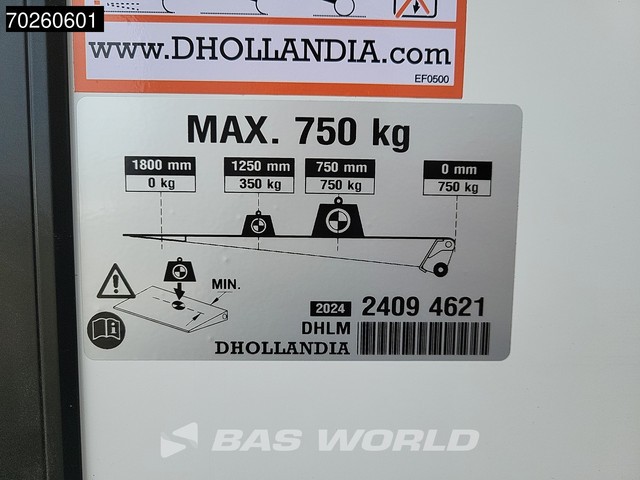 70260601
www.DHOLLANDIA.com
EF0500
MAX. 750 kg
1800 mm 1250 mm 750 mm 0 mm
0 kg 350 kg 750 kg 750 kg
MIN.
2024 2409 4621
DHLM
DHOLLANDIA
BAS WORLD